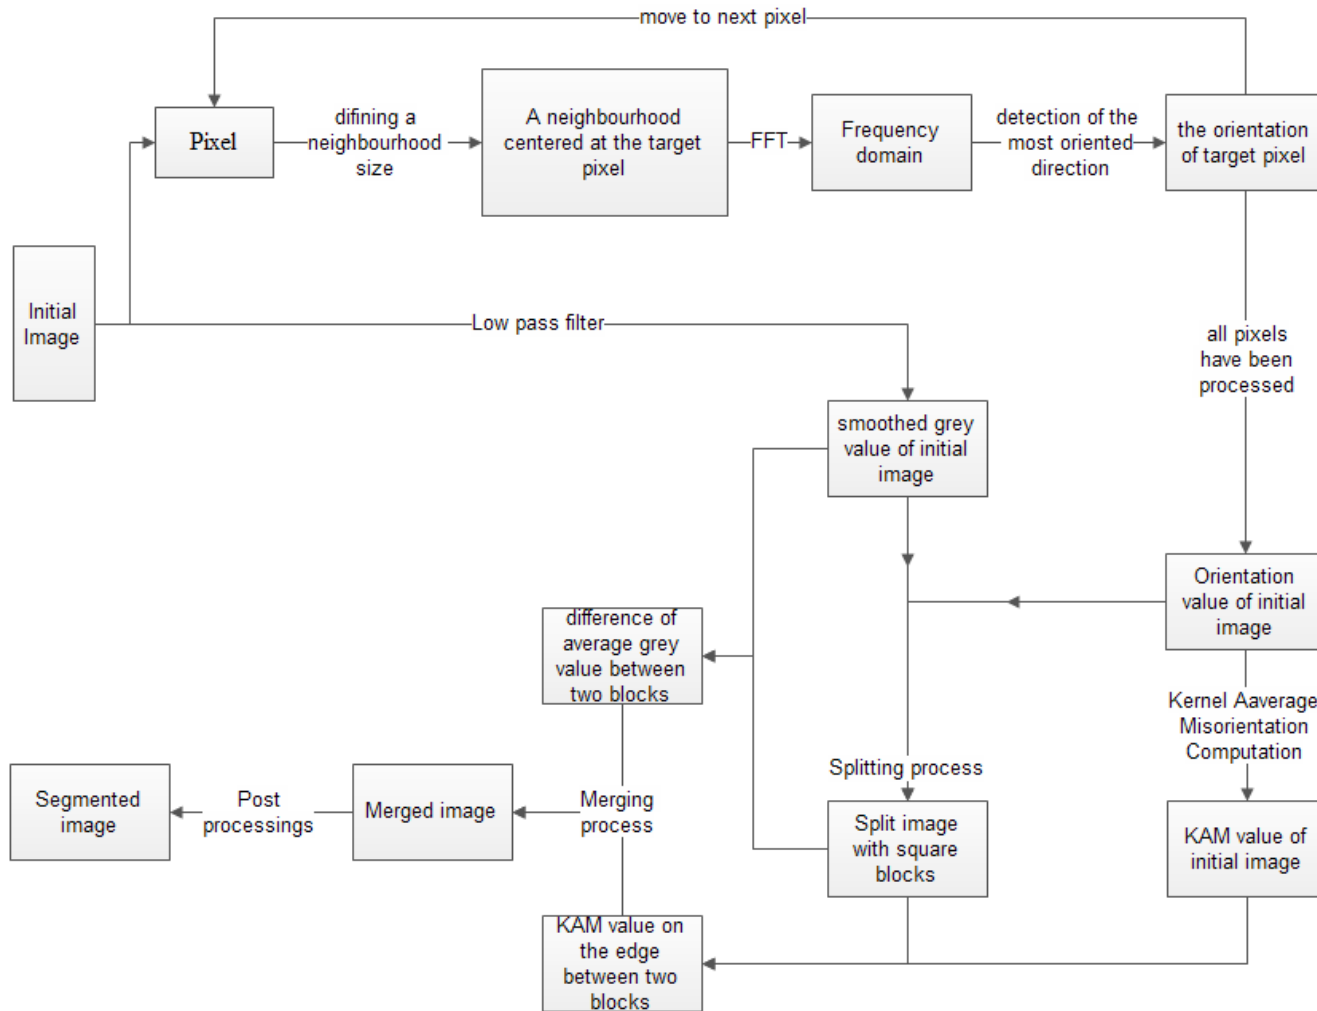 move to next pixel
Pixel
difining a
neighbourhood
size
A neighbourhood
centered at the target
pixel
FFT
Frequency
domain
detection of the
most oriented
direction
the orientation
of target pixel
Initial
Image
Low pass filter
all pixels
have been
processed
smoothed grey
value of initial
image
Orientation
value of initial
image
difference of
average grey
value between
two blocks
Kernel Aaverage
Misorientation
Computation
Splitting process
Segmented
image
Post
processings
Merged image
Merging
process
Split image
with square
blocks
KAM value of
initial image
KAM value on
the edge
between two
blocks